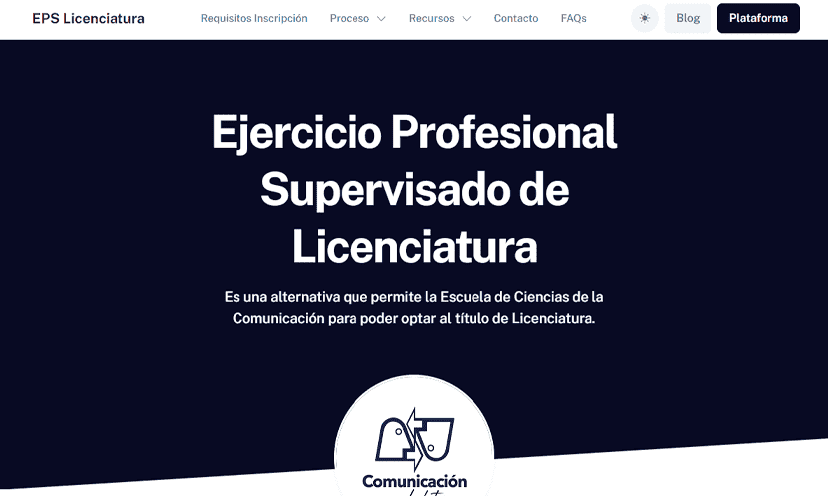 EPS Licenciatura
Requisitos Inscripción
Proceso
Recursos
Contacto
FAQs
Blog
Plataforma
Ejercicio Profesional
Supervisado de
Licenciatura
Es una alternativa que permite la Escuela de Ciencias de la
Comunicación para poder optar al título de Licenciatura.
Comunicación